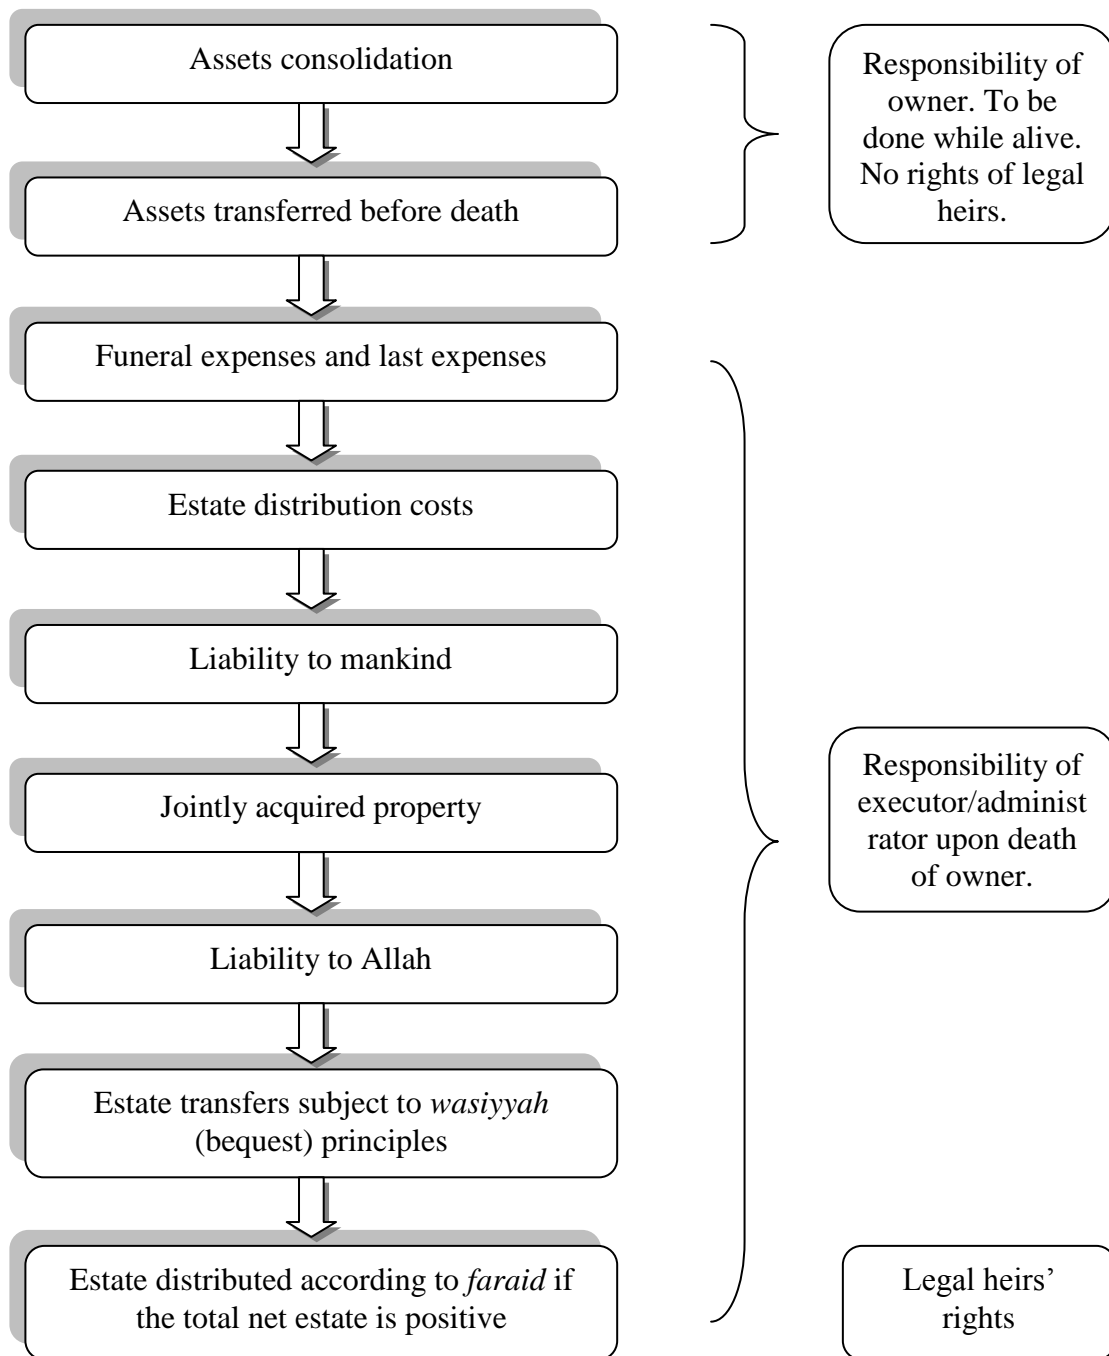 Assets consolidation
Assets transferred before death
Funeral expenses and last expenses
Estate distribution costs
Liability to mankind
Jointly acquired property
Liability to Allah
Estate transfers subject to wasiyyah
(bequest) principles
Estate distributed according to faraid if
the total net estate is positive
Responsibility of
owner. To be
done while alive.
No rights of legal
heirs.
Responsibility of
executor/administ
rator upon death
of owner.
Legal heirs’
rights